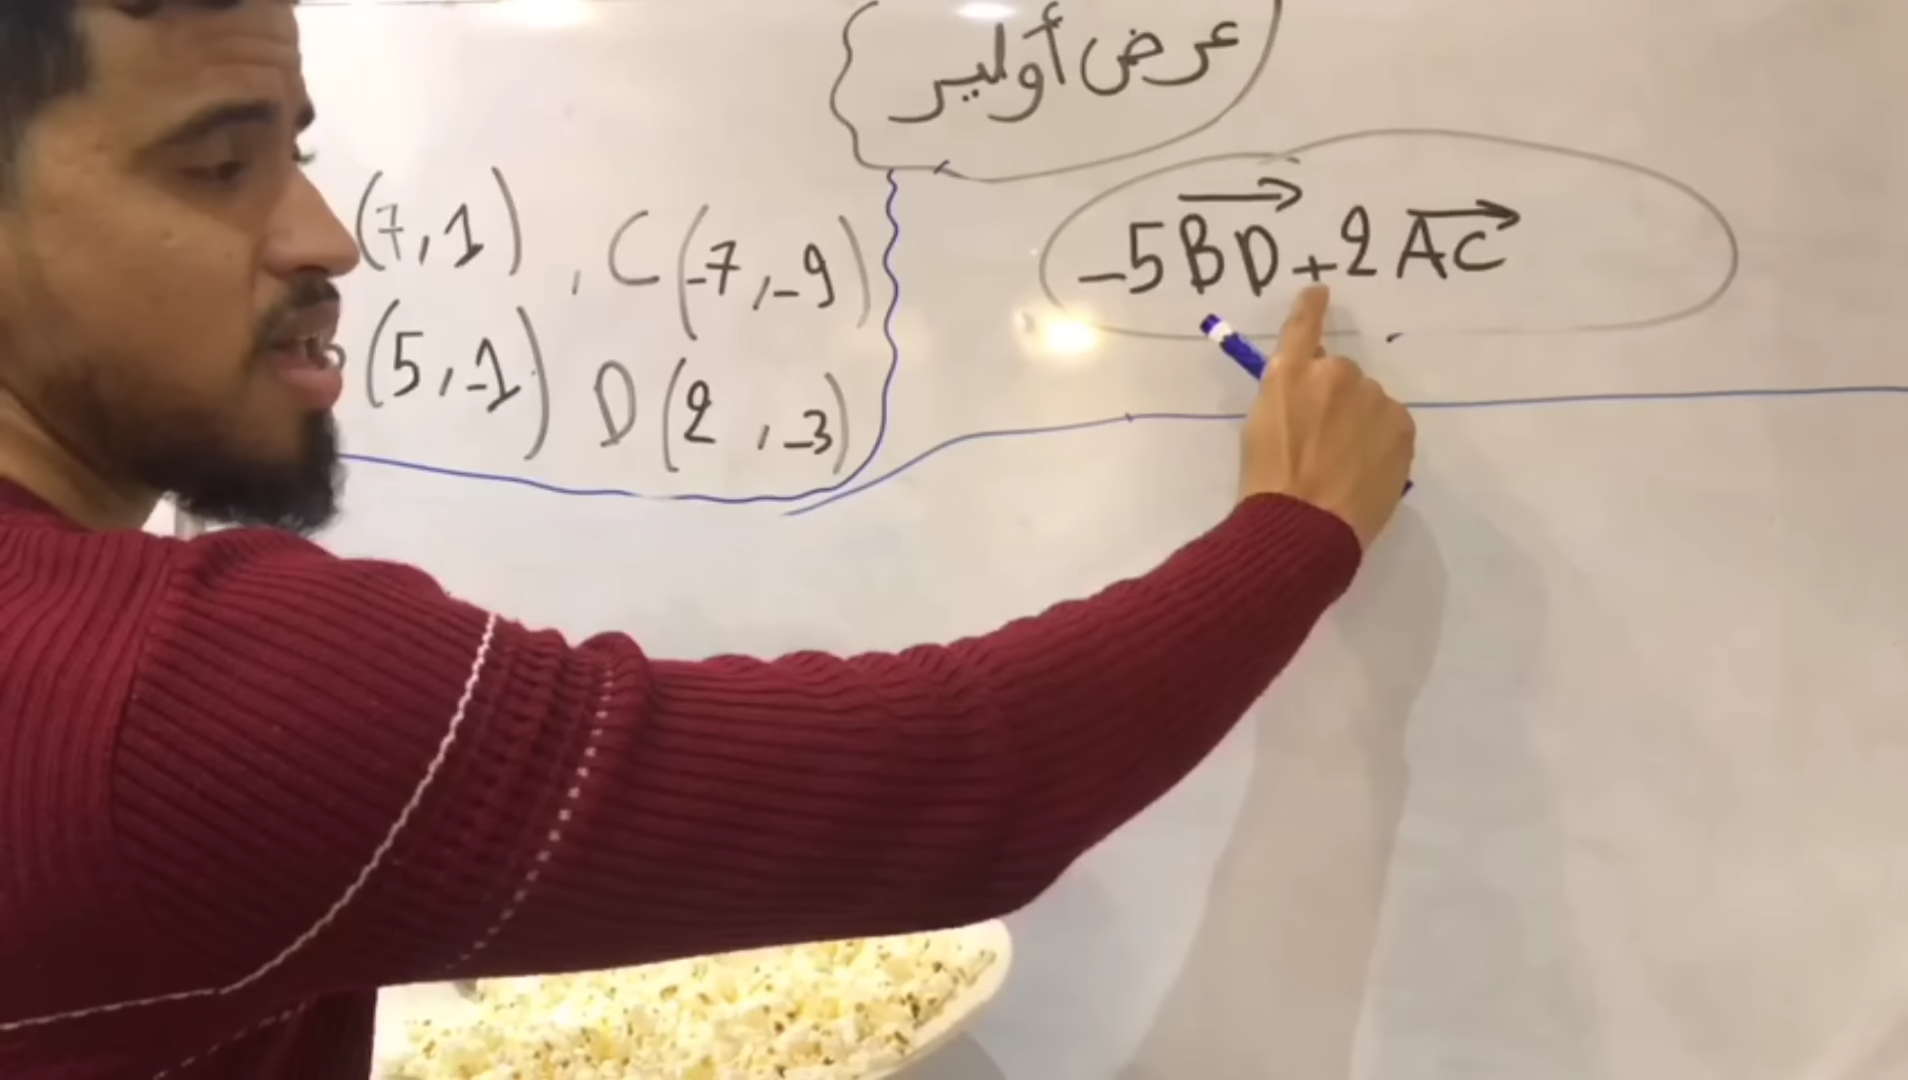 عرض أولير
(7,1) , C(-7,-9)
(5,-1) D(2,-3)
-5BD+2AC